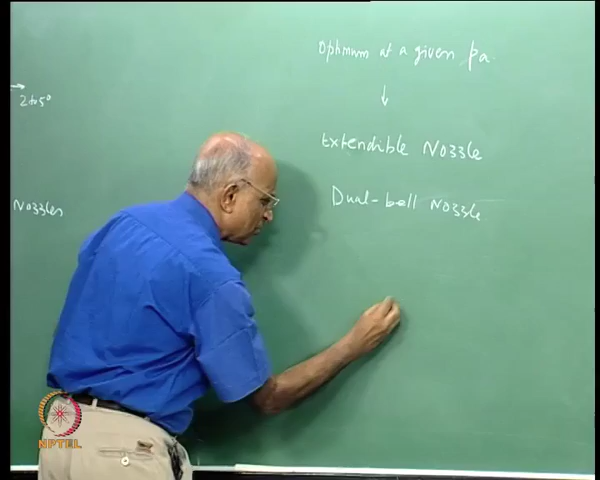 Optimum at a given pa
↓
Extendible Nozzle
Dual-bell Nozzle
→
2 to 5°
Nozzles
NPTEL